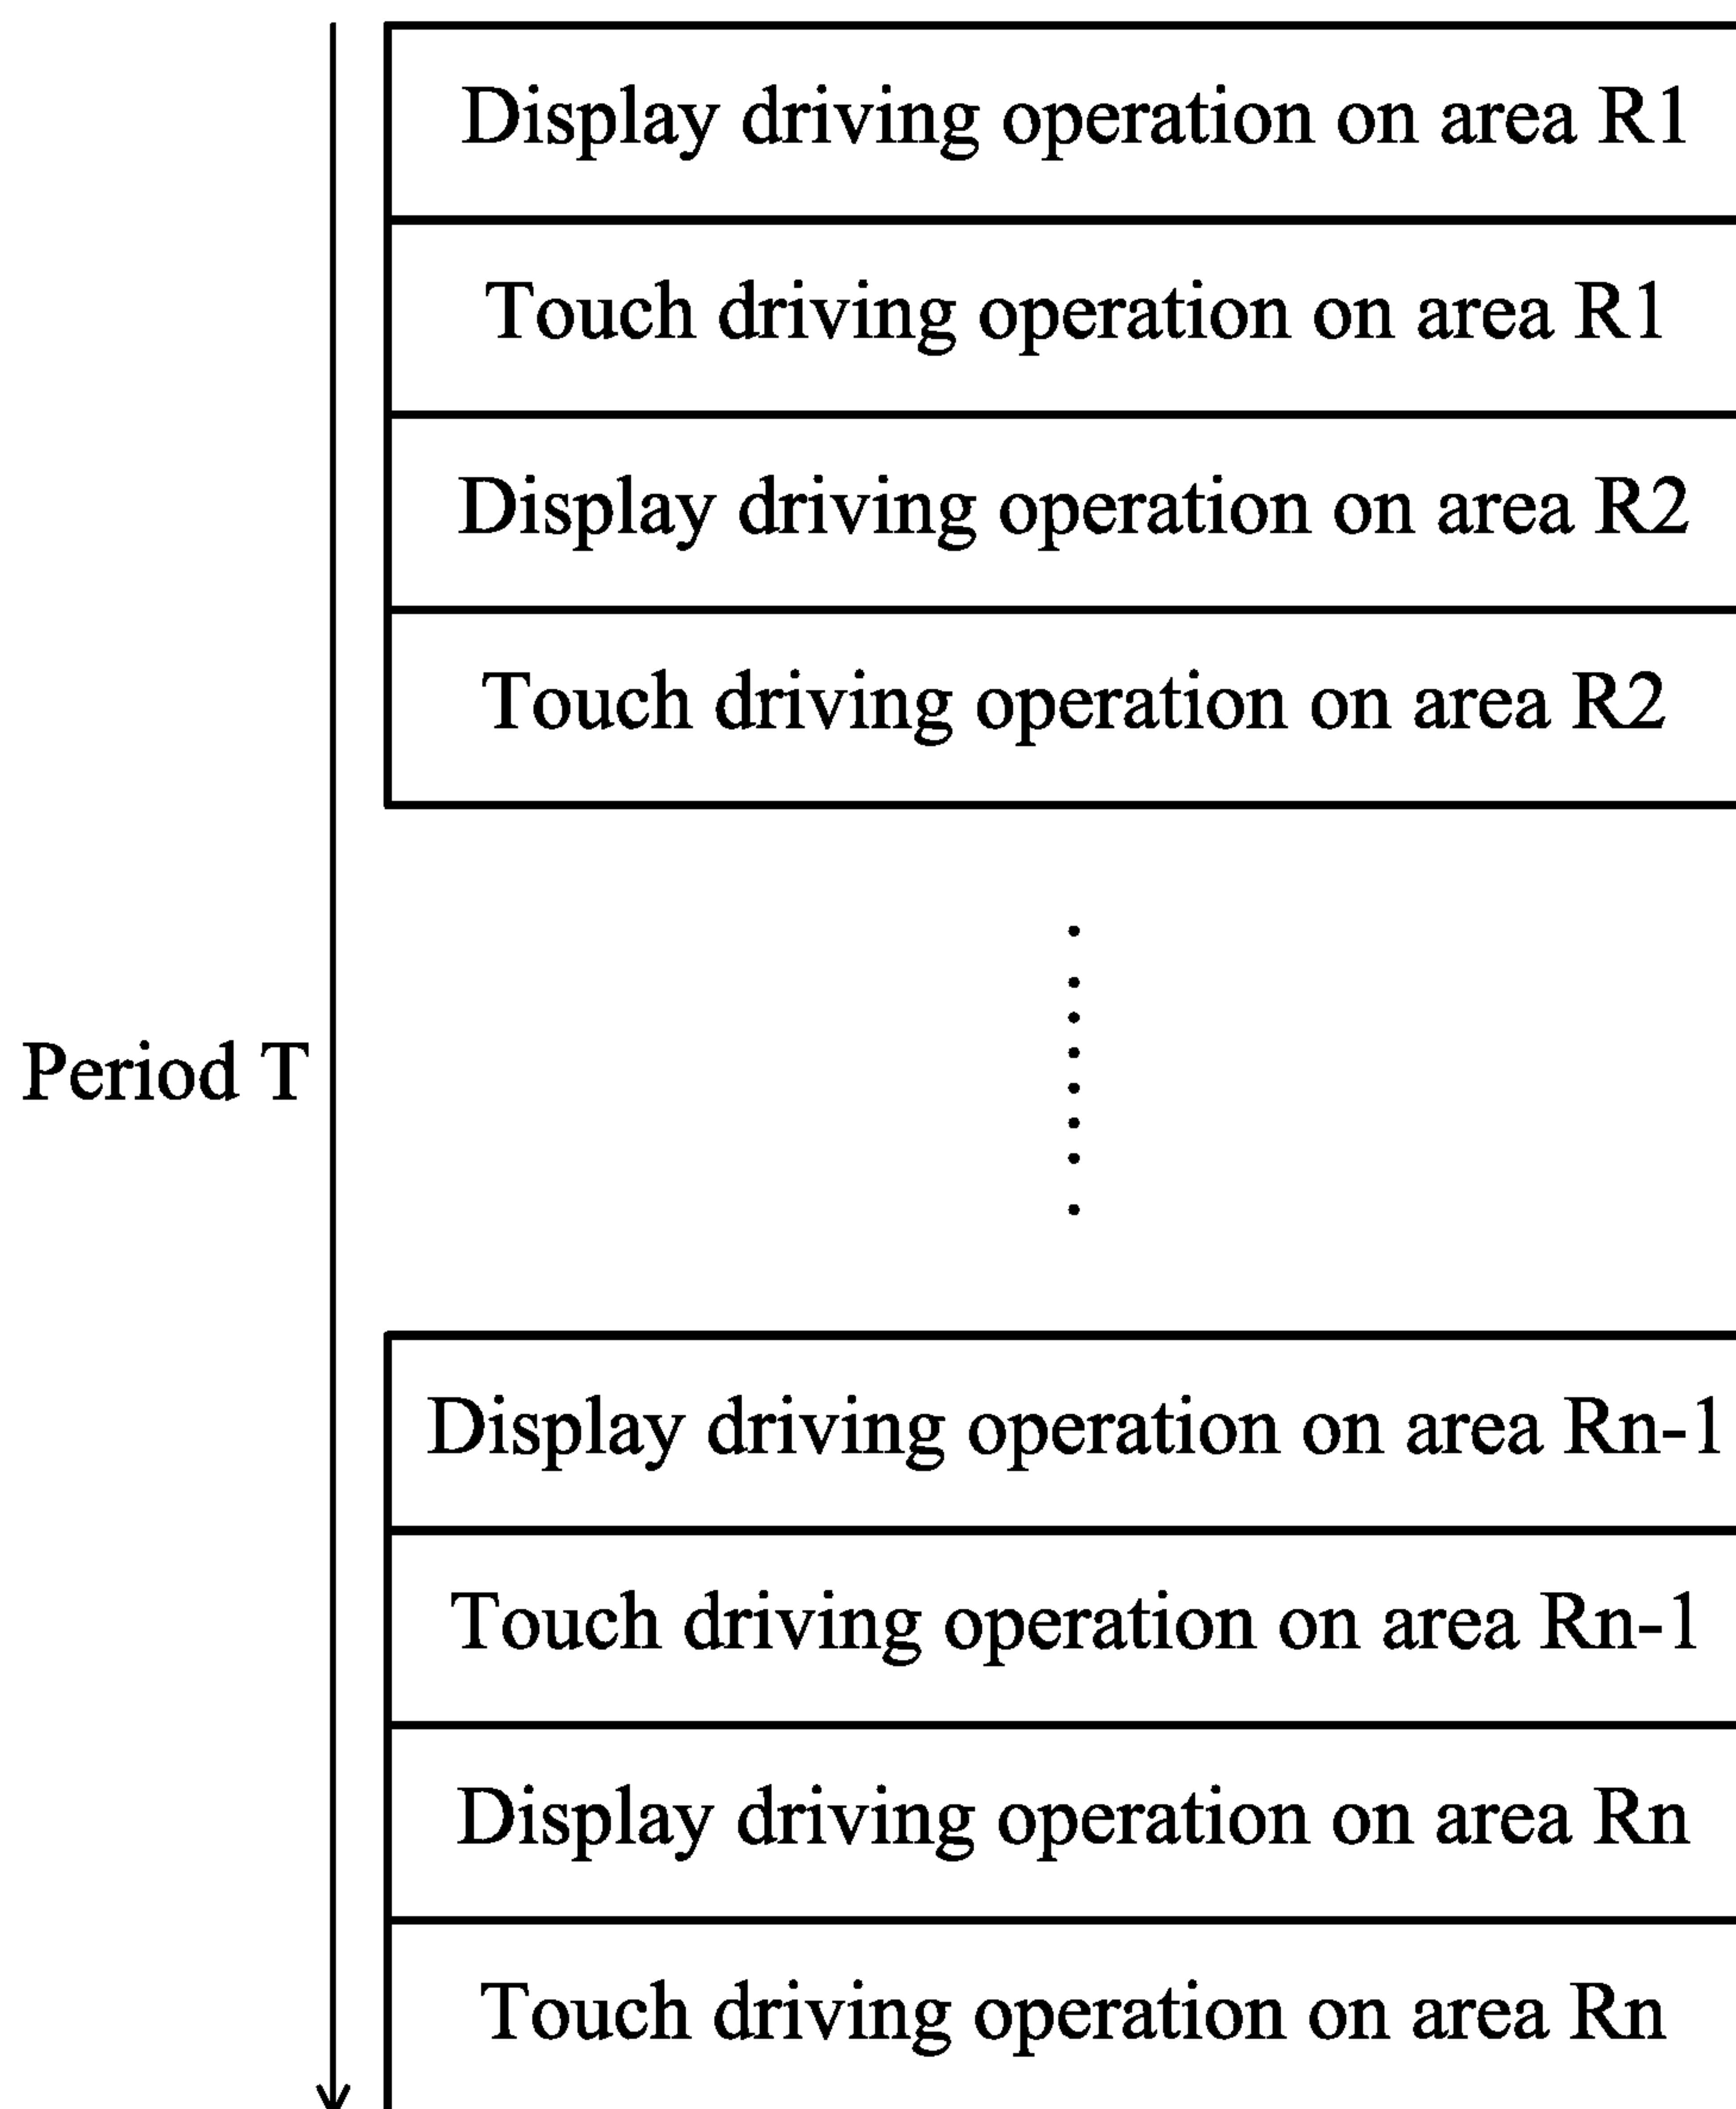 Display driving operation on area R1
Touch driving operation on area R1
Display driving operation on area R2
Touch driving operation on area R2
Period T
Display driving operation on area Rn-1
Touch driving operation on area Rn-1
Display driving operation on area Rn
Touch driving operation on area Rn